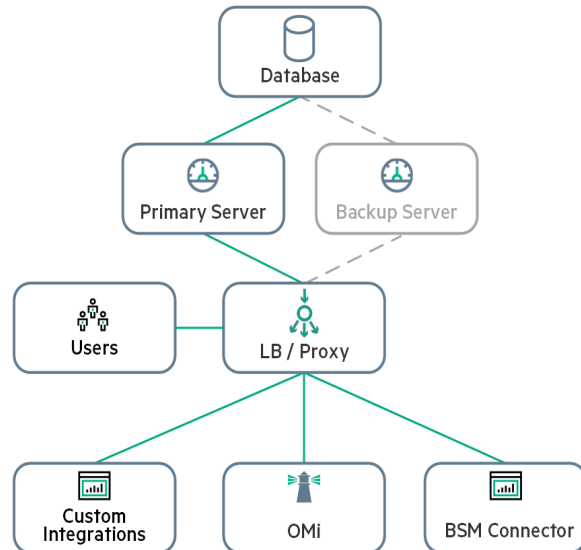 Database
Primary Server
Backup Server
Users
LB / Proxy
Custom
Integrations
OMi
BSM Connector